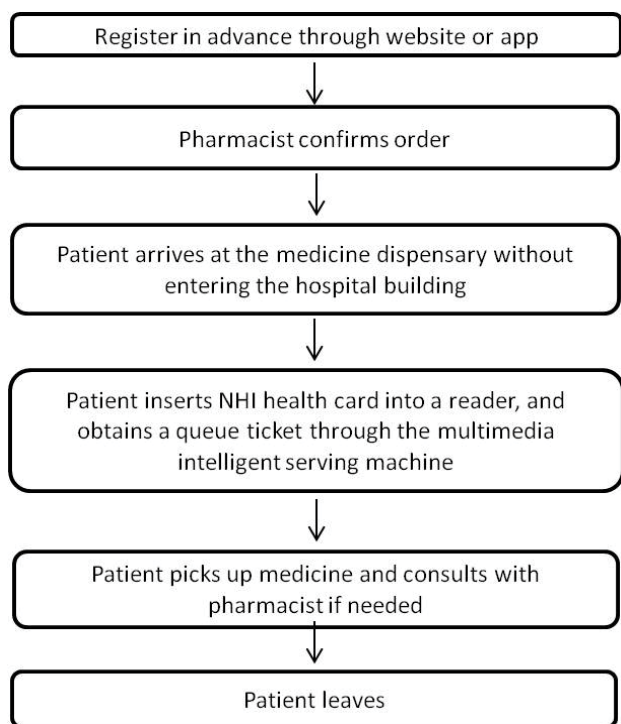 Register in advance through website or app
Pharmacist confirms order
Patient arrives at the medicine dispensary without
entering the hospital building
Patient inserts NHI health card into a reader, and
obtains a queue ticket through the multimedia
intelligent serving machine
Patient picks up medicine and consults with
pharmacist if needed
Patient leaves